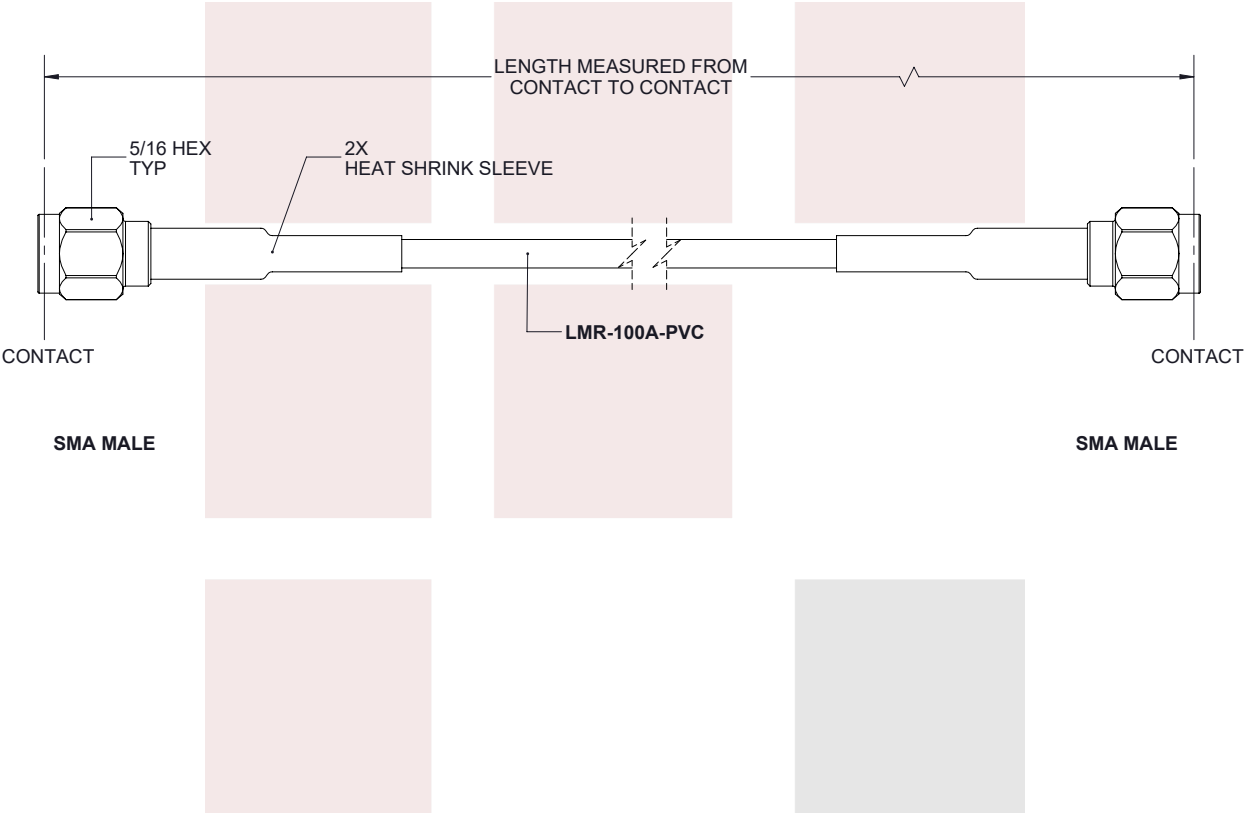 LENGTH MEASURED FROM
CONTACT TO CONTACT
5/16 HEX
TYP
2X
HEAT SHRINK SLEEVE
LMR-100A-PVC
CONTACT
CONTACT
SMA MALE
SMA MALE